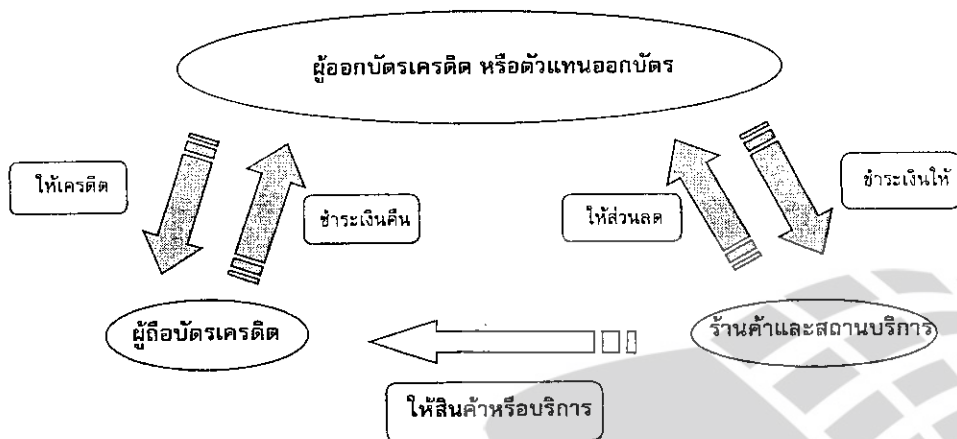 ผู้ออกบัตรเครดิต หรือตัวแทนออกบัตร
ให้เครดิต
ชำระเงินคืน
ให้ส่วนลด
ชำระเงินให้
ผู้ถือบัตรเครดิต
ร้านค้าและสถานบริการ
ให้สินค้าหรือบริการ